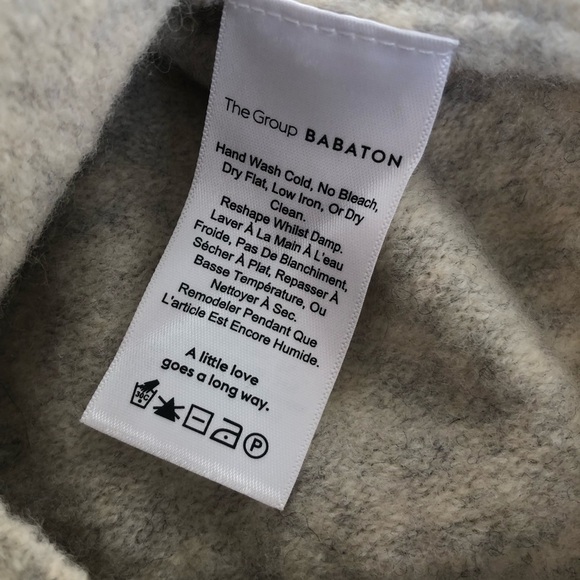 The Group BABATON
Hand Wash Cold, No Bleach,
Dry Flat, Low Iron, Or Dry
Clean.
Reshape Whilst Damp.
Laver À La Main À L'eau
Froide, Pas De Blanchiment,
Sécher À Plat, Repasser À
Basse Température, Ou
Nettoyer À Sec.
Remodeler Pendant Que
L'article Est Encore Humide.
A little love
goes a long way.
30C P